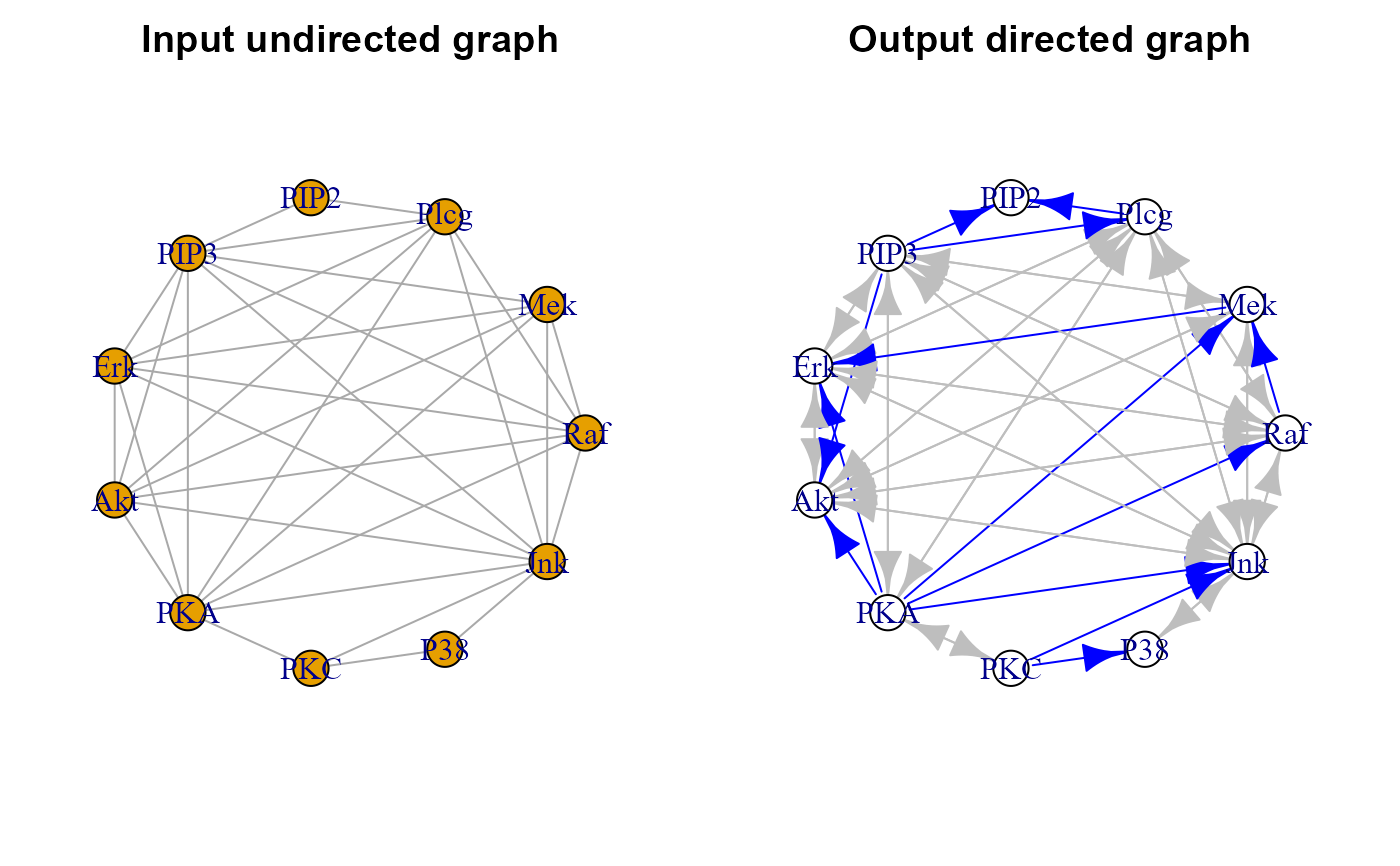 Input undirected graph
PIP2
Plcg
PIP3
Mek
Erk
Raf
Akt
Jnk
PKA
P38
PKC
Output directed graph
PIP2
Plcg
PIP3
Mek
Erk
Raf
Akt
Jnk
PKA
P38
PKC